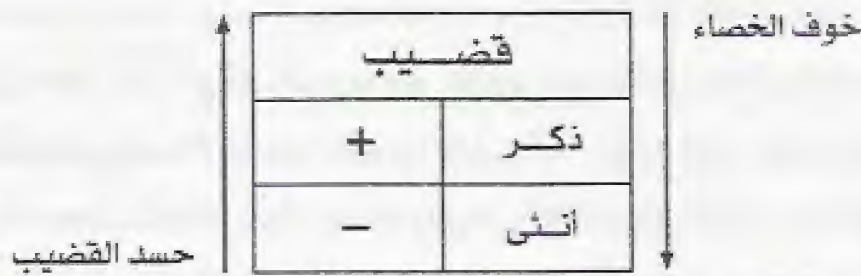 خوف الخصاء
قضيب
ذكر +
أنثى −
حسد القضيب